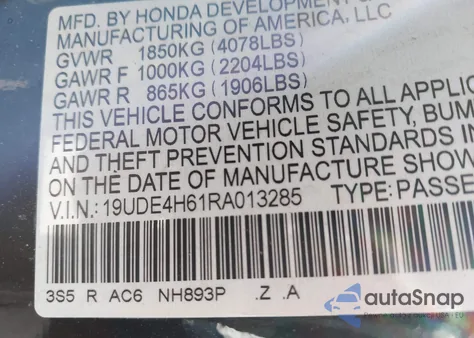 MFD. BY HONDA DEVELOPMENT
MANUFACTURING OF AMERICA, LLC
GVWR 1850KG (4078LBS)
GAWR F 1000KG (2204LBS)
GAWR R 865KG (1906LBS)
THIS VEHICLE CONFORMS TO ALL APPLIC
FEDERAL MOTOR VEHICLE SAFETY, BUM
AND THEFT PREVENTION STANDARDS IN
ON THE DATE OF MANUFACTURE SHOW
V.I.N.:19UDE4H61RA013285 TYPE:PASSE
3S5 R AC6 NH893P .Z .A
autoSnap